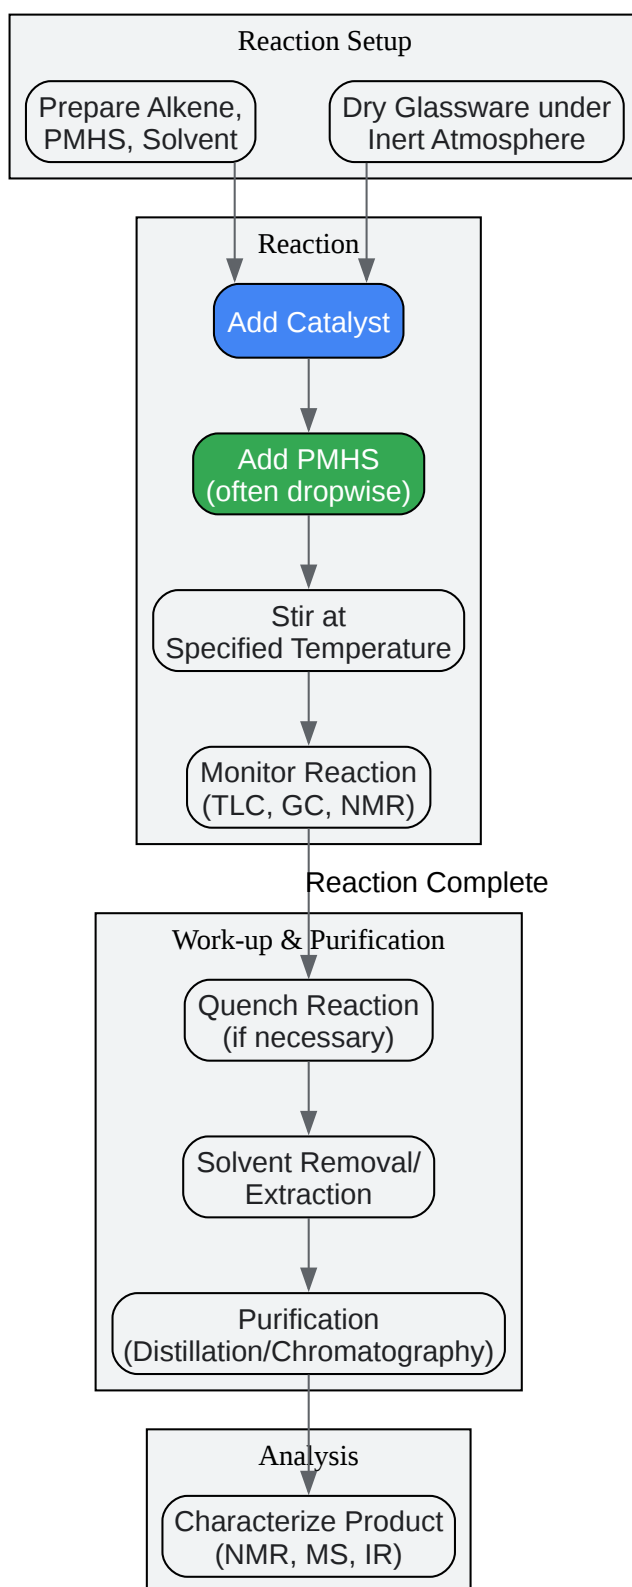 Reaction Setup
Prepare Alkene,
PMHS, Solvent
Dry Glassware under
Inert Atmosphere
Reaction
Add Catalyst
Add PMHS
(often dropwise)
Stir at
Specified Temperature
Monitor Reaction
(TLC, GC, NMR)
Reaction Complete
Work-up & Purification
Quench Reaction
(if necessary)
Solvent Removal/
Extraction
Purification
(Distillation/Chromatography)
Analysis
Characterize Product
(NMR, MS, IR)